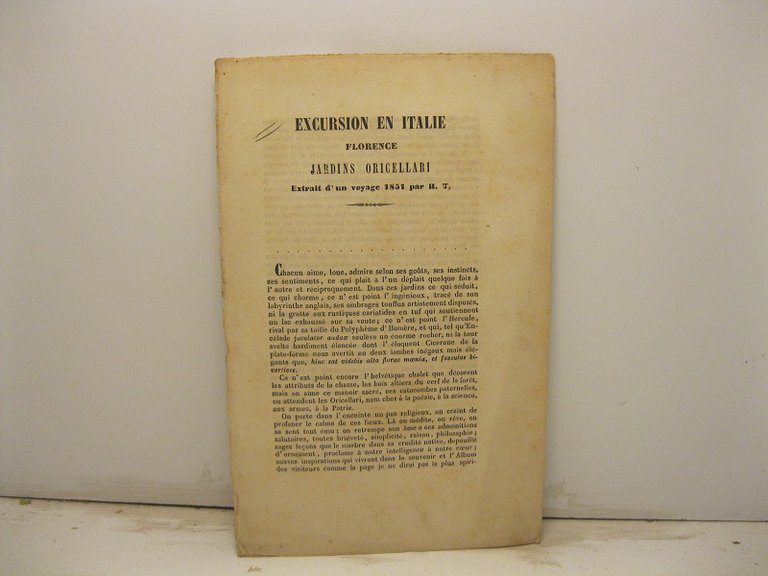 EXCURSION EN ITALIE
FLORENCE
JARDINS ORICELLARI
Extrait d'un voyage 1851 par H. T.
Chacun aime, loue, admire selon ses goûts, ses instincts,
ses sentiments, ce qui plait à l'un déplait quelque fois à
l'autre et réciproquement. Dans ces jardins ce qui séduit,
ce qui charme, ce n'est point l'ingénieux, tracé de son
labyrinthe anglais, ses ombrages touffus artistement disposés,
ni la grotte aux rustiques cariatides en tuf qui soutiennent
un lac exhaussé sur sa voute; ce n'est point l'Hercule,
rival par sa taille du Polyphème d'Homère, et qui, tel qu'En-
célade jaculator audax soulève un énorme rocher, ni la tour
svelte hardiment élancée dont l'éloquent Cicerone de la
plate-forme nous avertit en deux iambes inégaux mais élé-
gants que, hinc est videbis alta florae mœnia, et faesulas bi-
vertices.
Ce n'est point encore l'helvétique chalet que décorent
les attributs de la chasse, les bois altiers du cerf de la forêt,
mais on aime ce manoir sacré, ces catacombes paternelles,
ou attendent les Oricellari, nom cher à la poésie, à la science,
aux armes, à la Patrie.
On porte dans l'enceinte un pas religieux, on craint de
profaner le calme de ces lieux. Là on médite, on rêve, on
se sent tout ému; on retrempe son âme a ces admonitions
salutaires, toutes brièveté, simplicité, raison, philosophie;
sages leçons que le marbre dans sa crudité native, dépouillé
d'ornement, proclame à notre intelligence à notre cœur;
suaves inspirations qui vivront dans le souvenir et l'Album
des visiteurs comme la page je ne dirai pas la plus spiri-